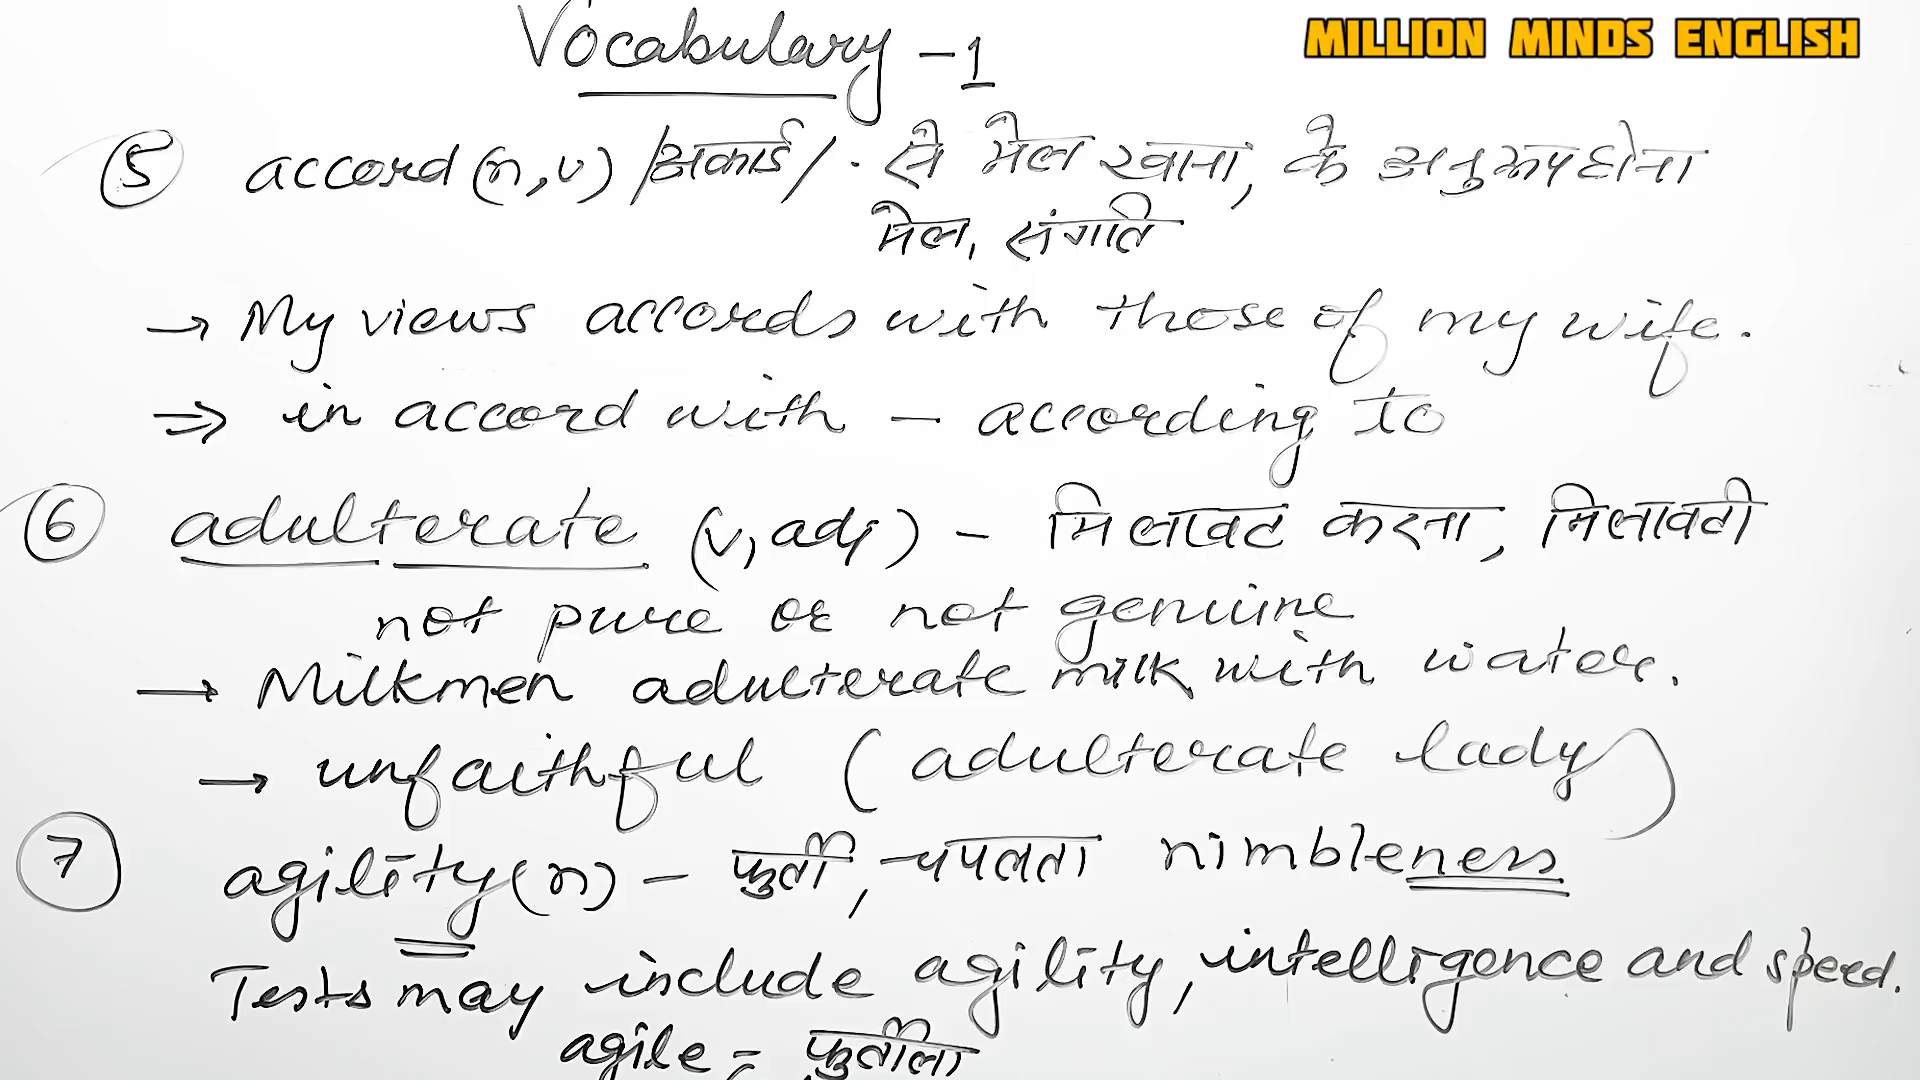 Vocabulary - 1
MILLION MINDS ENGLISH
⑤ accord (n,v) /अकार्ड/ . से मेल खाना, के अनुरूप होना
मेल, संगति
→ My views accords with those of my wife.
⇒ in accord with - according to
⑥ adulterate (v, adj) - मिलावट करना, मिलावटी
not pure or not genuine
→ Milkmen adulterate milk with water.
→ unfaithful (adulterate lady)
⑦ agility (n) - फुर्ती, चपलता nimbleness
Tests may include agility, intelligence and speed.
agile = फुर्तीला